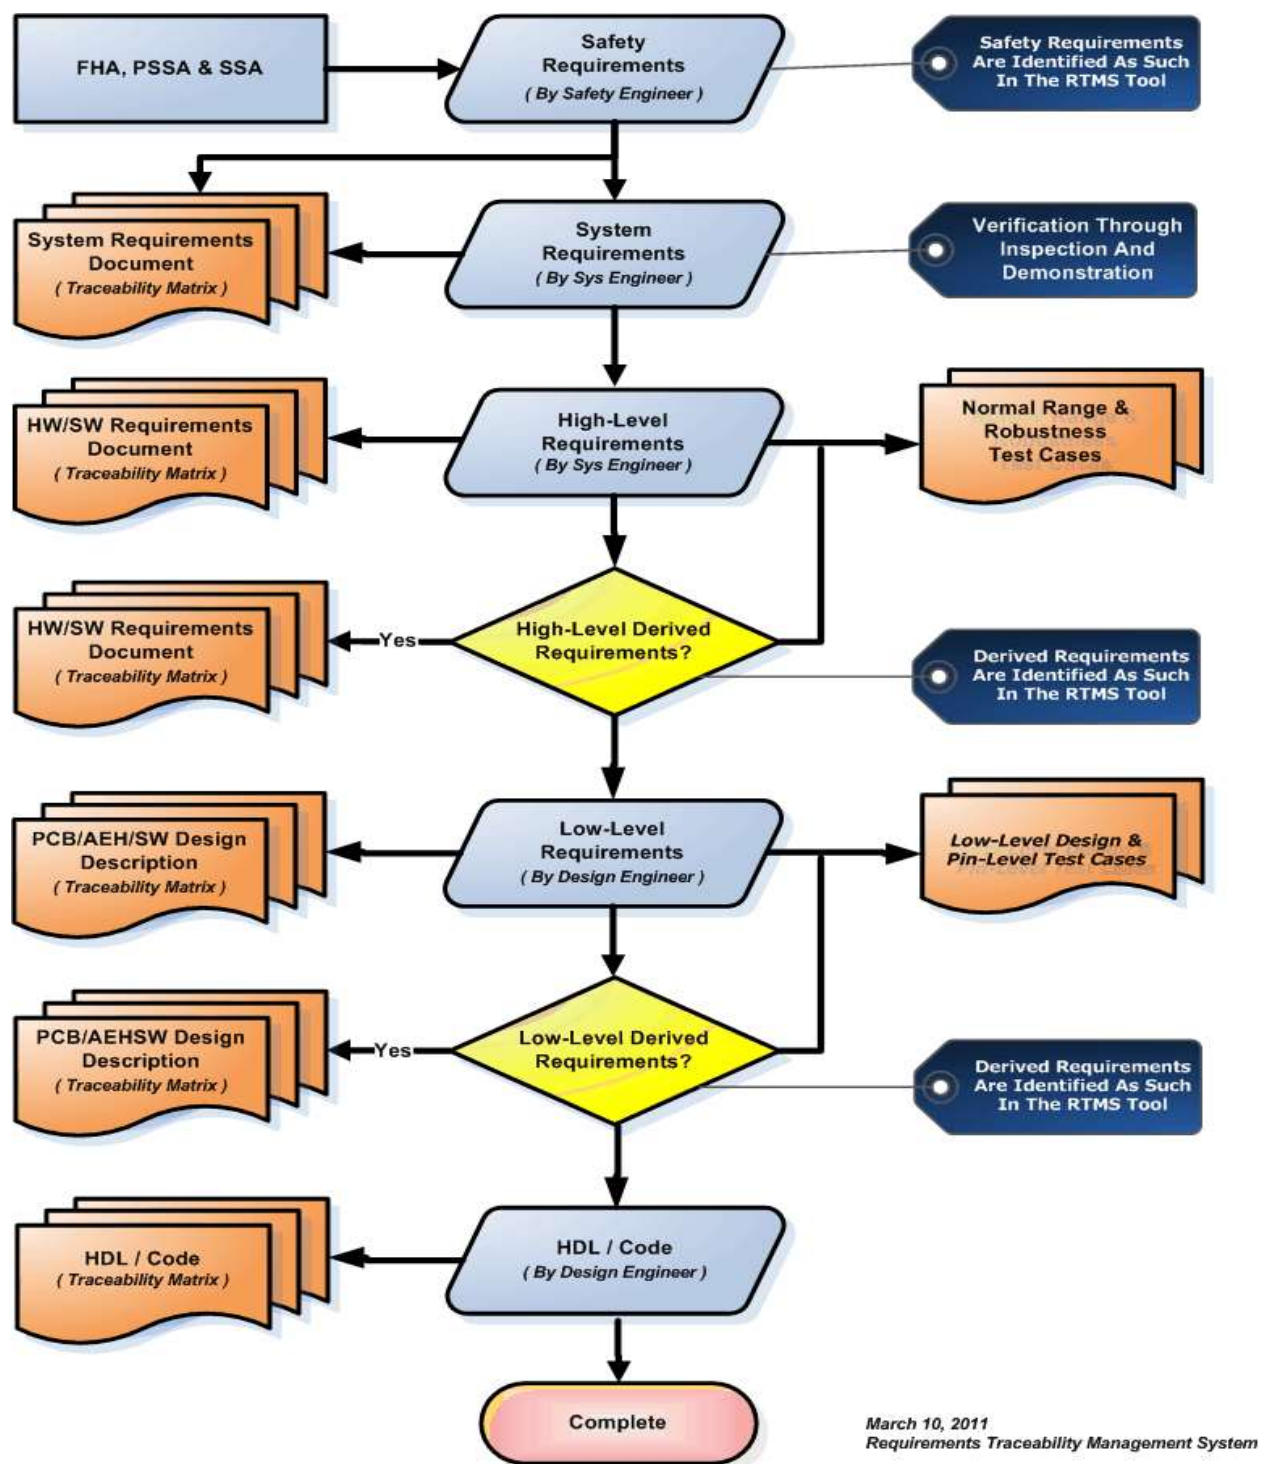 FHA, PSSA & SSA
Safety
Requirements
( By Safety Engineer )
Safety Requirements
Are Identified As Such
In The RTMS Tool
System Requirements
Document
( Traceability Matrix )
System
Requirements
( By Sys Engineer )
Verification Through
Inspection And
Demonstration
HW/SW Requirements
Document
( Traceability Matrix )
High-Level
Requirements
( By Sys Engineer )
Normal Range &
Robustness
Test Cases
HW/SW Requirements
Document
( Traceability Matrix )
Yes
High-Level Derived
Requirements?
Derived Requirements
Are Identified As Such
In The RTMS Tool
PCB/AEH/SW Design
Description
( Traceability Matrix )
Low-Level
Requirements
( By Design Engineer )
Low-Level Design &
Pin-Level Test Cases
PCB/AEHSW Design
Description
( Traceability Matrix )
Yes
Low-Level Derived
Requirements?
Derived Requirements
Are Identified As Such
In The RTMS Tool
HDL / Code
( Traceability Matrix )
HDL / Code
( By Design Engineer )
Complete
March 10, 2011
Requirements Traceability Management System